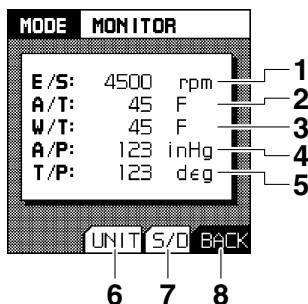 MODE MONITOR
E/S: 4500 rpm 1
A/T: 45 F 2
W/T: 45 F 3
A/P: 123 inHg 4
T/P: 123 deg 5
UNIT S/D BACK
6 7 8